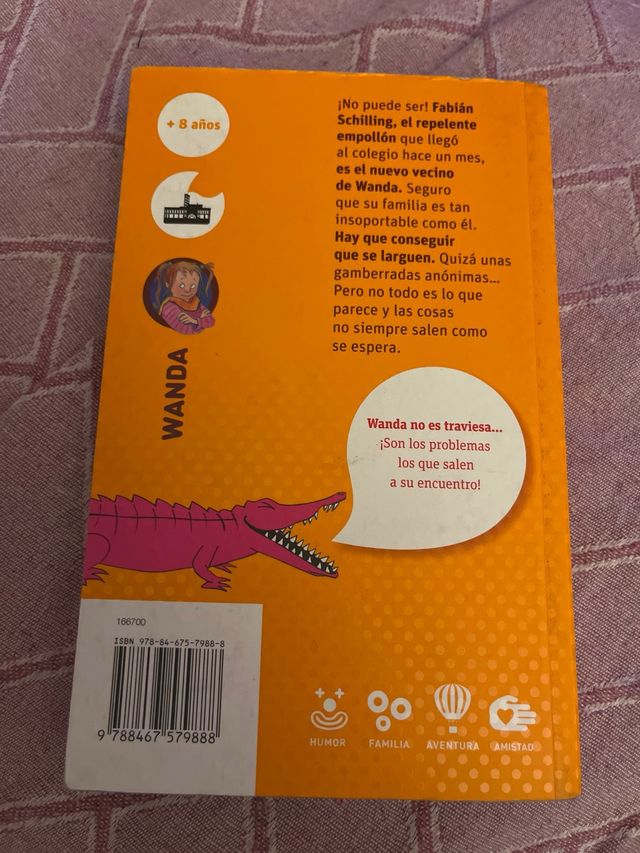 + 8 años
¡No puede ser! Fabián
Schilling, el repelente
empollón que llegó
al colegio hace un mes,
es el nuevo vecino
de Wanda. Seguro
que su familia es tan
insoportable como él.
Hay que conseguir
que se larguen. Quizá unas
gamberradas anónimas...
Pero no todo es lo que
parece y las cosas
no siempre salen como
se espera.
WANDA
Wanda no es traviesa...
¡Son los problemas
los que salen
a su encuentro!
166700
ISBN 978-84-675-7988-8
9 788467 579888
HUMOR
FAMILIA
AVENTURA
AMISTAD